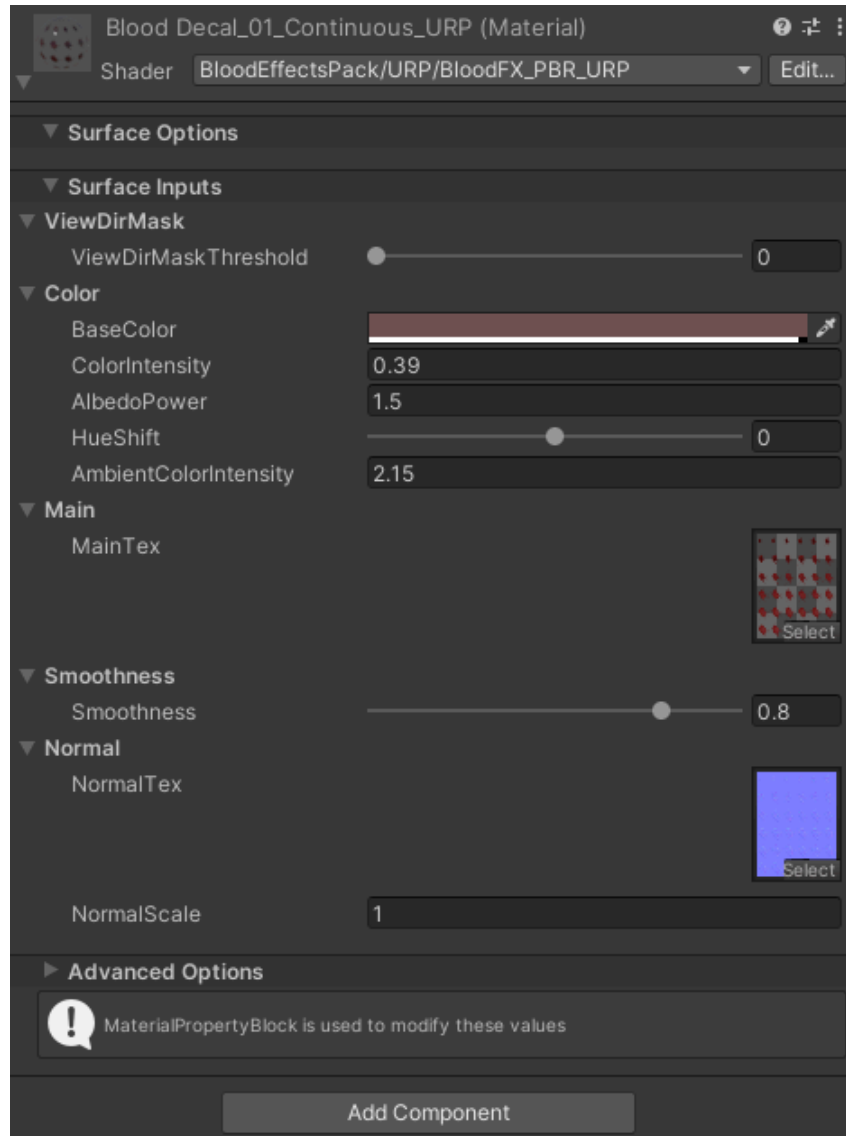 Blood Decal_01_Continuous_URP (Material)
Shader BloodEffectsPack/URP/BloodFX_PBR_URP Edit...
Surface Options
Surface Inputs
ViewDirMask
ViewDirMaskThreshold 0
Color
BaseColor
ColorIntensity 0.39
AlbedoPower 1.5
HueShift 0
AmbientColorIntensity 2.15
Main
MainTex
Select
Smoothness
Smoothness 0.8
Normal
NormalTex
Select
NormalScale 1
Advanced Options
MaterialPropertyBlock is used to modify these values
Add Component